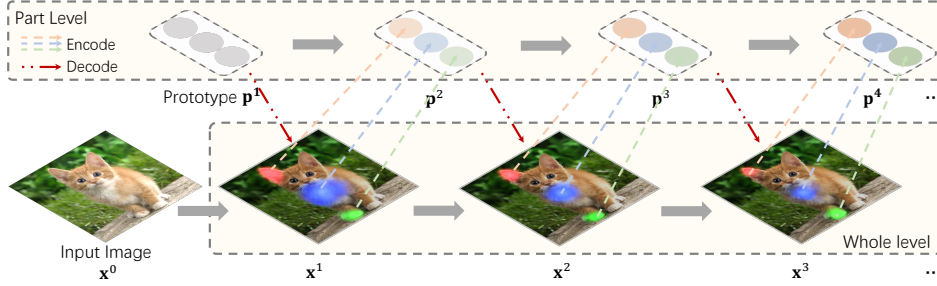 Part Level
Encode
Decode
Prototype p¹ p² p³ p⁴ ..
Whole level
Input Image
x⁰ x¹ x² x³ ..